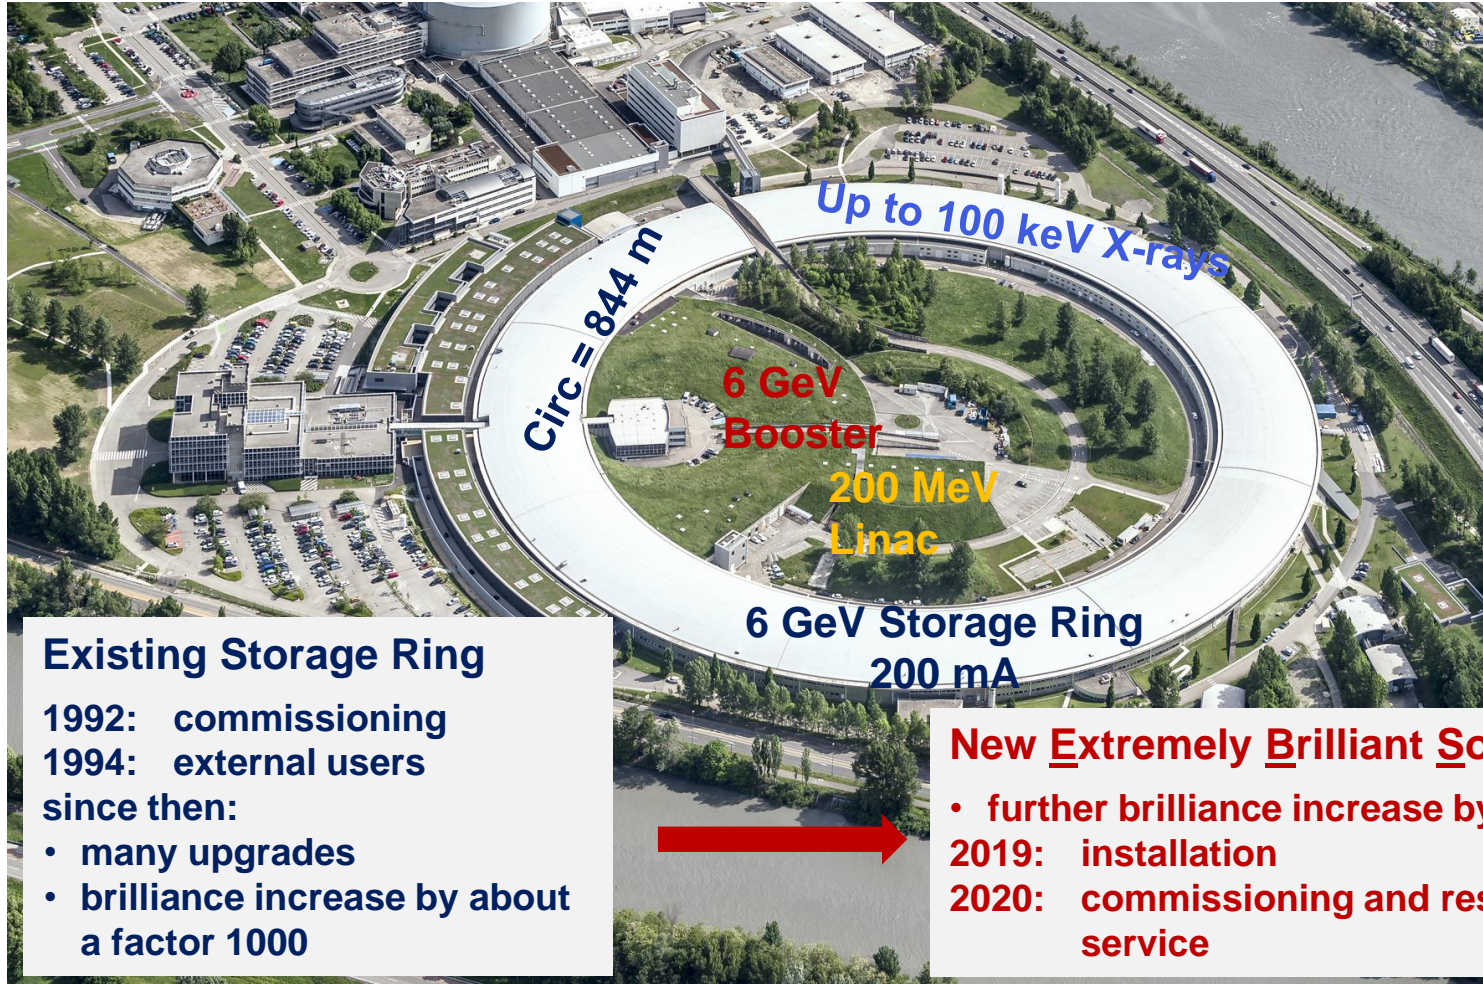 Up to 100 keV X-rays
Circ = 844 m
6 GeV
Booster
200 MeV
Linac
6 GeV Storage Ring
200 mA
Existing Storage Ring
1992: commissioning
1994: external users
since then:
• many upgrades
• brilliance increase by about
a factor 1000
New Extremely Brilliant
• further brilliance increase by
2019: installation
2020: commissioning and
service